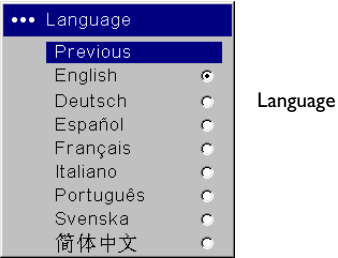 ••• Language
Previous
English
Deutsch
Español
Français
Italiano
Português
Svenska
简体中文
Language